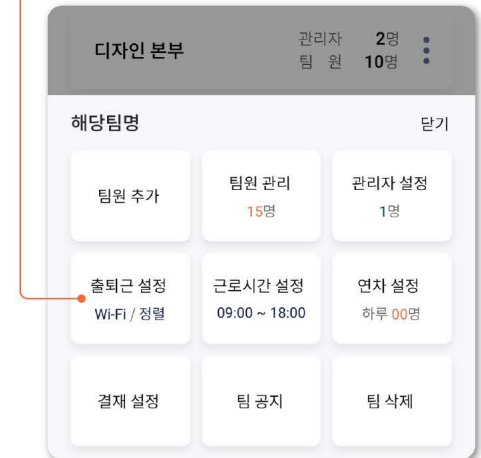 디자인 본부
관리자 2명
팀 원 10명
해당팀명 닫기
팀원 추가
팀원 관리
15명
관리자 설정
1명
출퇴근 설정
Wi-Fi / 정렬
근로시간 설정
09:00 ~ 18:00
연차 설정
하루 00명
결재 설정
팀 공지
팀 삭제